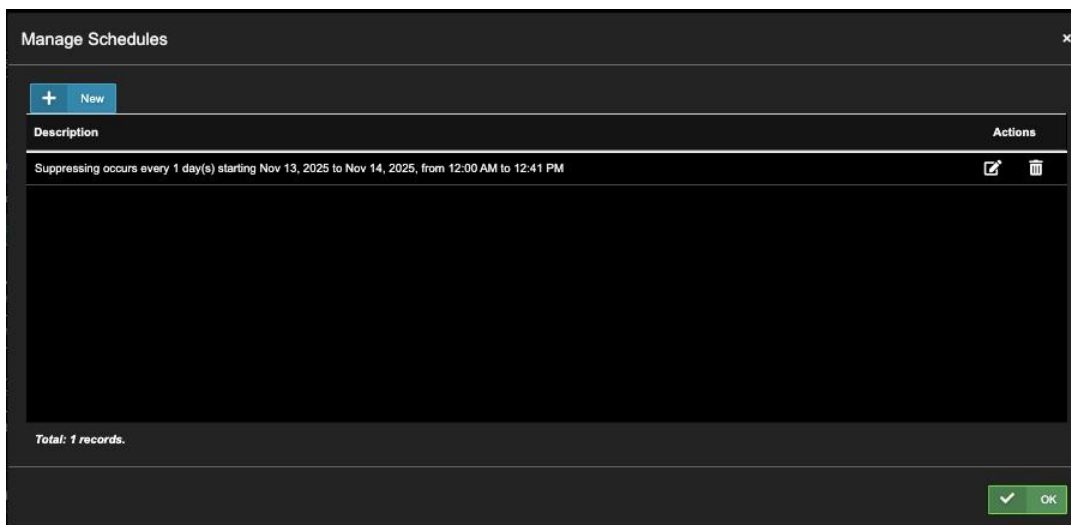 Manage Schedules
New
Description Actions
Suppressing occurs every 1 day(s) starting Nov 13, 2025 to Nov 14, 2025, from 12:00 AM to 12:41 PM
Total: 1 records.
OK